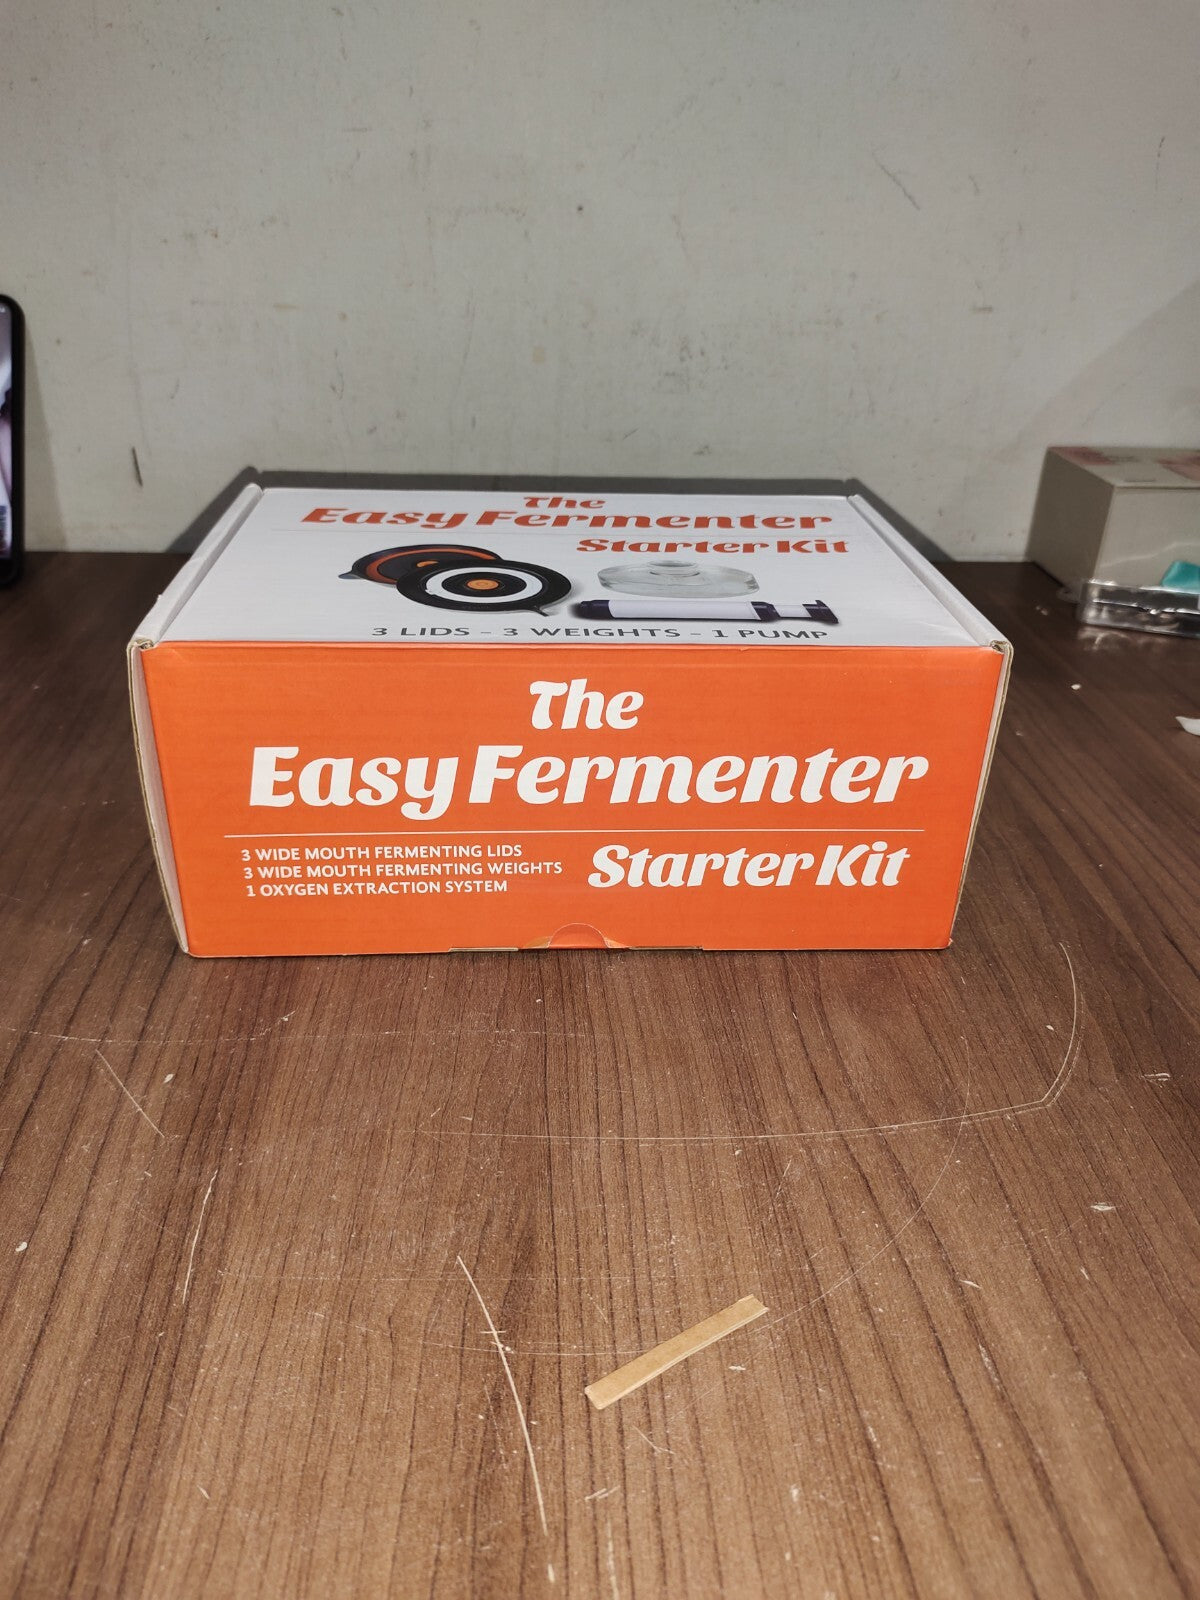 The
Easy Fermenter
Starter Kit
3 LIDS - 3 WEIGHTS - 1 PUMP
The
Easy Fermenter
3 WIDE MOUTH FERMENTING LIDS
3 WIDE MOUTH FERMENTING WEIGHTS
1 OXYGEN EXTRACTION SYSTEM
Starter Kit